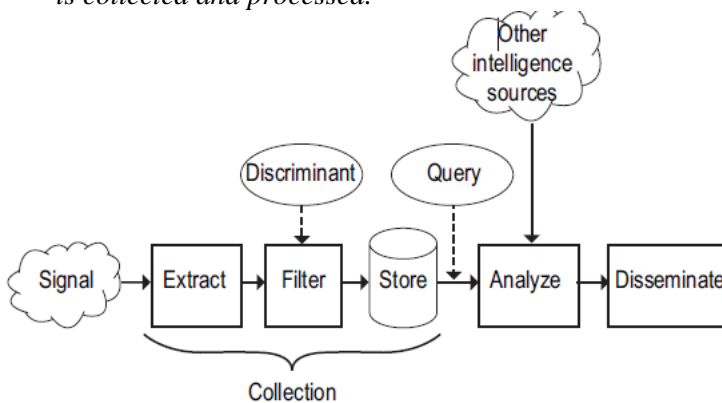 is collected and processed.
Other
intelligence
sources
Discriminant
Query
Signal
Extract
Filter
Store
Analyze
Disseminate
Collection